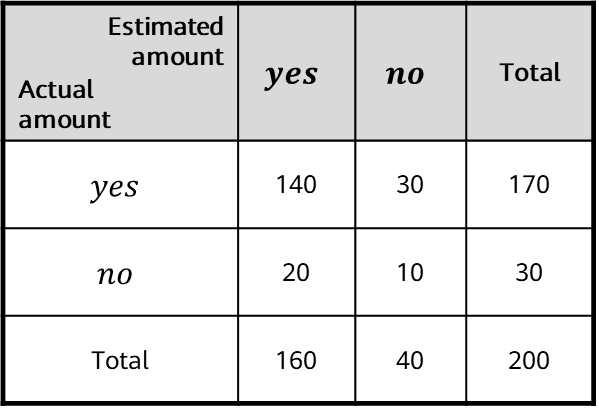 Estimated
amount
Actual
amount
yes no Total
yes 140 30 170
no 20 10 30
Total 160 40 200